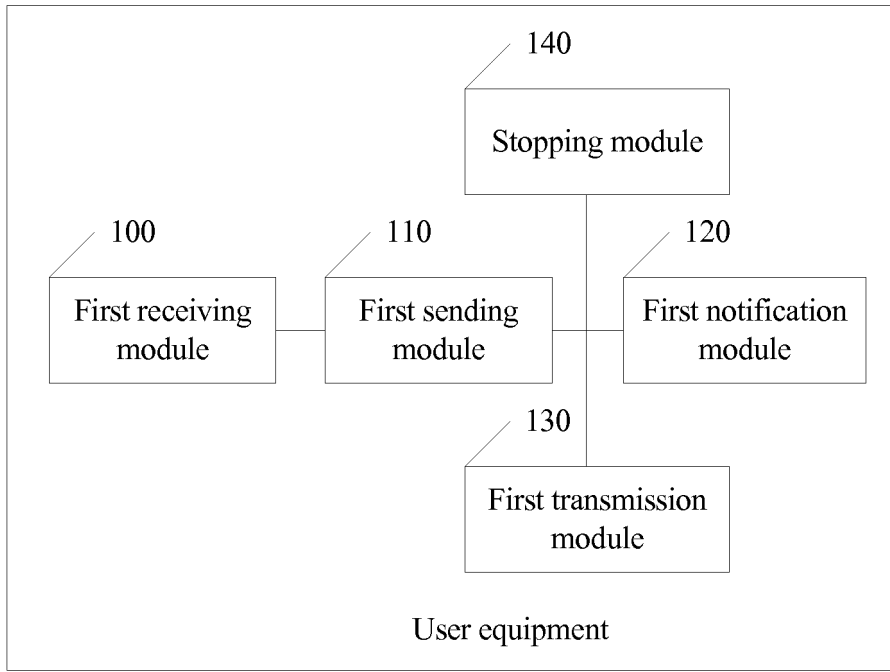 140
Stopping module
100
110
120
First receiving
module
First sending
module
First notification
module
130
First transmission
module
User equipment